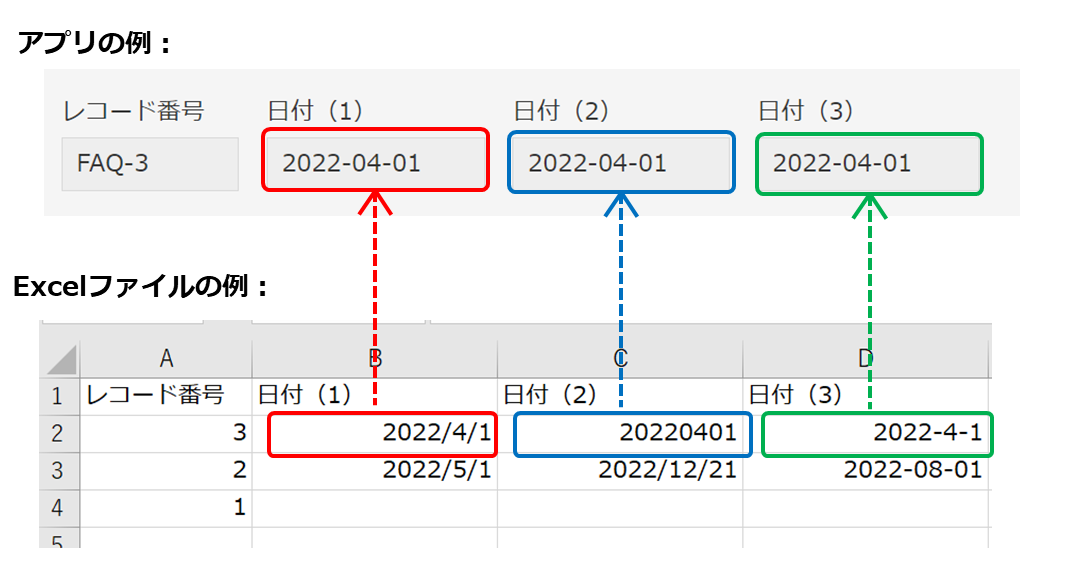 アプリの例：
レコード番号 日付（1） 日付（2） 日付（3）
FAQ-3 2022-04-01 2022-04-01 2022-04-01
Excelファイルの例：
A B C D
1 レコード番号 日付（1） 日付（2） 日付（3）
2 3 2022/4/1 20220401 2022-4-1
3 2 2022/5/1 2022/12/21 2022-08-01
4 1
5